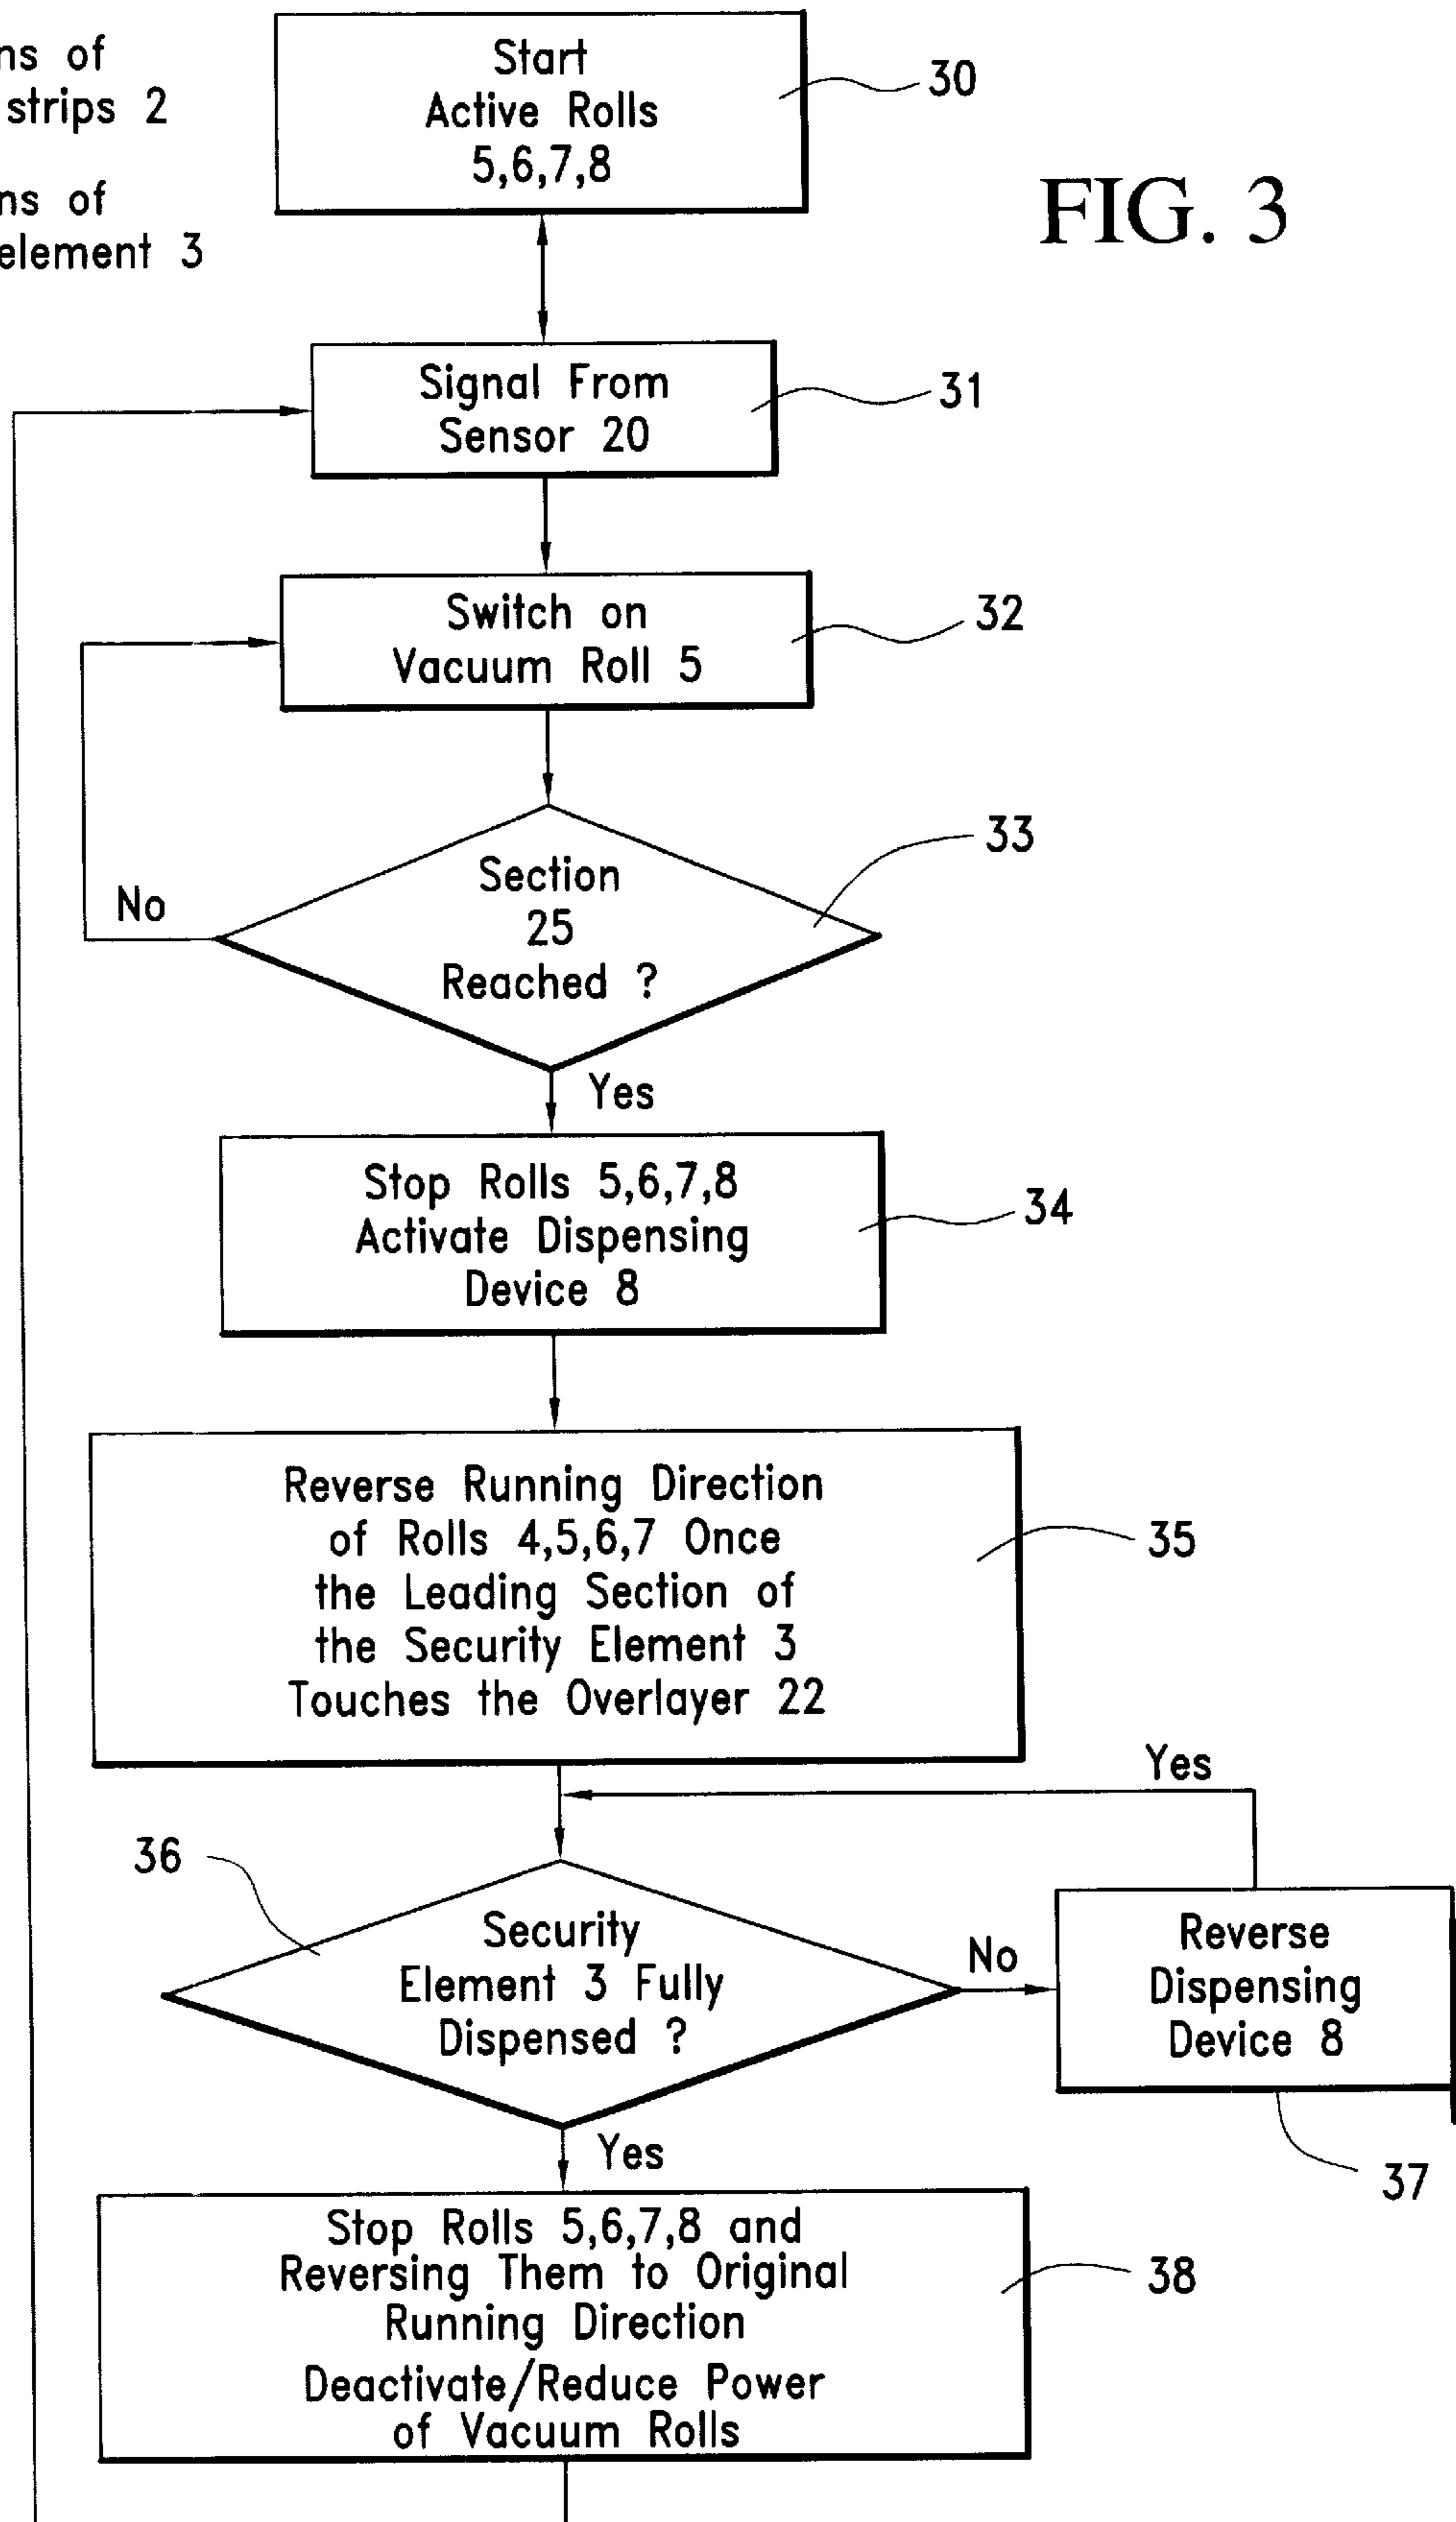 ns of
strips 2
ns of
element 3
FIG. 3
Start
Active Rolls
5,6,7,8
30
Signal From
Sensor 20
31
Switch on
Vacuum Roll 5
32
Section
25
Reached ?
33
No
Yes
Stop Rolls 5,6,7,8
Activate Dispensing
Device 8
34
Reverse Running Direction
of Rolls 4,5,6,7 Once
the Leading Section of
the Security Element 3
Touches the Overlayer 22
35
Yes
36
Security
Element 3 Fully
Dispensed ?
No
Reverse
Dispensing
Device 8
37
Yes
Stop Rolls 5,6,7,8 and
Reversing Them to Original
Running Direction
Deactivate/Reduce Power
of Vacuum Rolls
38